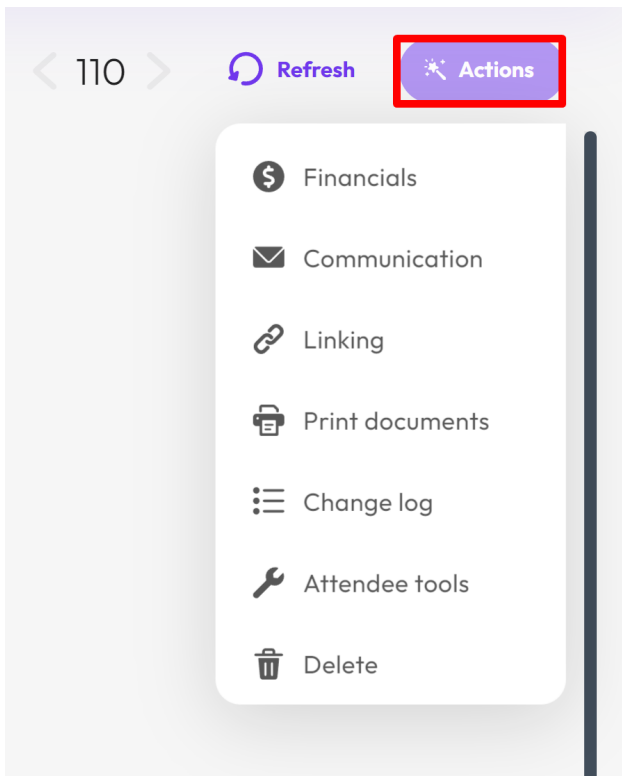 110
Refresh
Actions
Financials
Communication
Linking
Print documents
Change log
Attendee tools
Delete